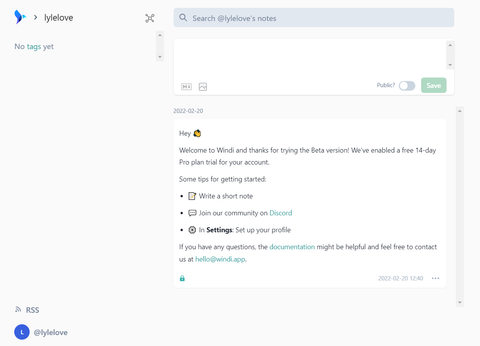 lylelove
No tags yet
Search @lylelove's notes
Public?
Save
2022-02-20
Hey
Welcome to Windi and thanks for trying the Beta version! We've enabled a free 14-day
Pro plan trial for your account.
Some tips for getting started:
Write a short note
Join our community on Discord
In Settings: Set up your profile
If you have any questions, the documentation might be helpful and feel free to contact
us at hello@windi.app.
2022-02-20 12:40
RSS
L @lylelove